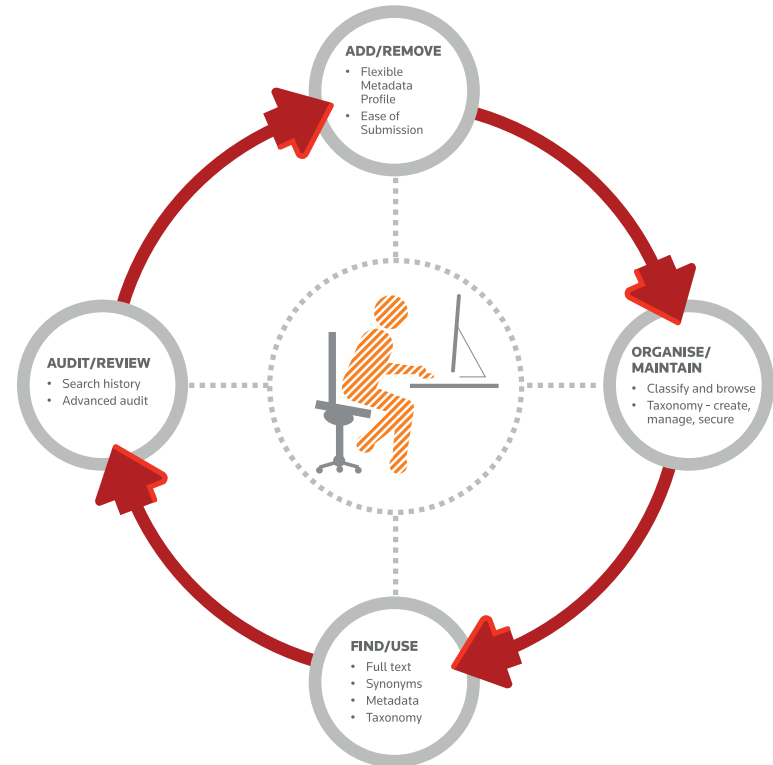 ADD/REMOVE
• Flexible
Metadata
Profile
• Ease of
Submission
AUDIT/REVIEW
• Search history
• Advanced audit
ORGANISE/
MAINTAIN
• Classify and browse
• Taxonomy - create,
manage, secure
FIND/USE
• Full text
• Synonyms
• Metadata
• Taxonomy